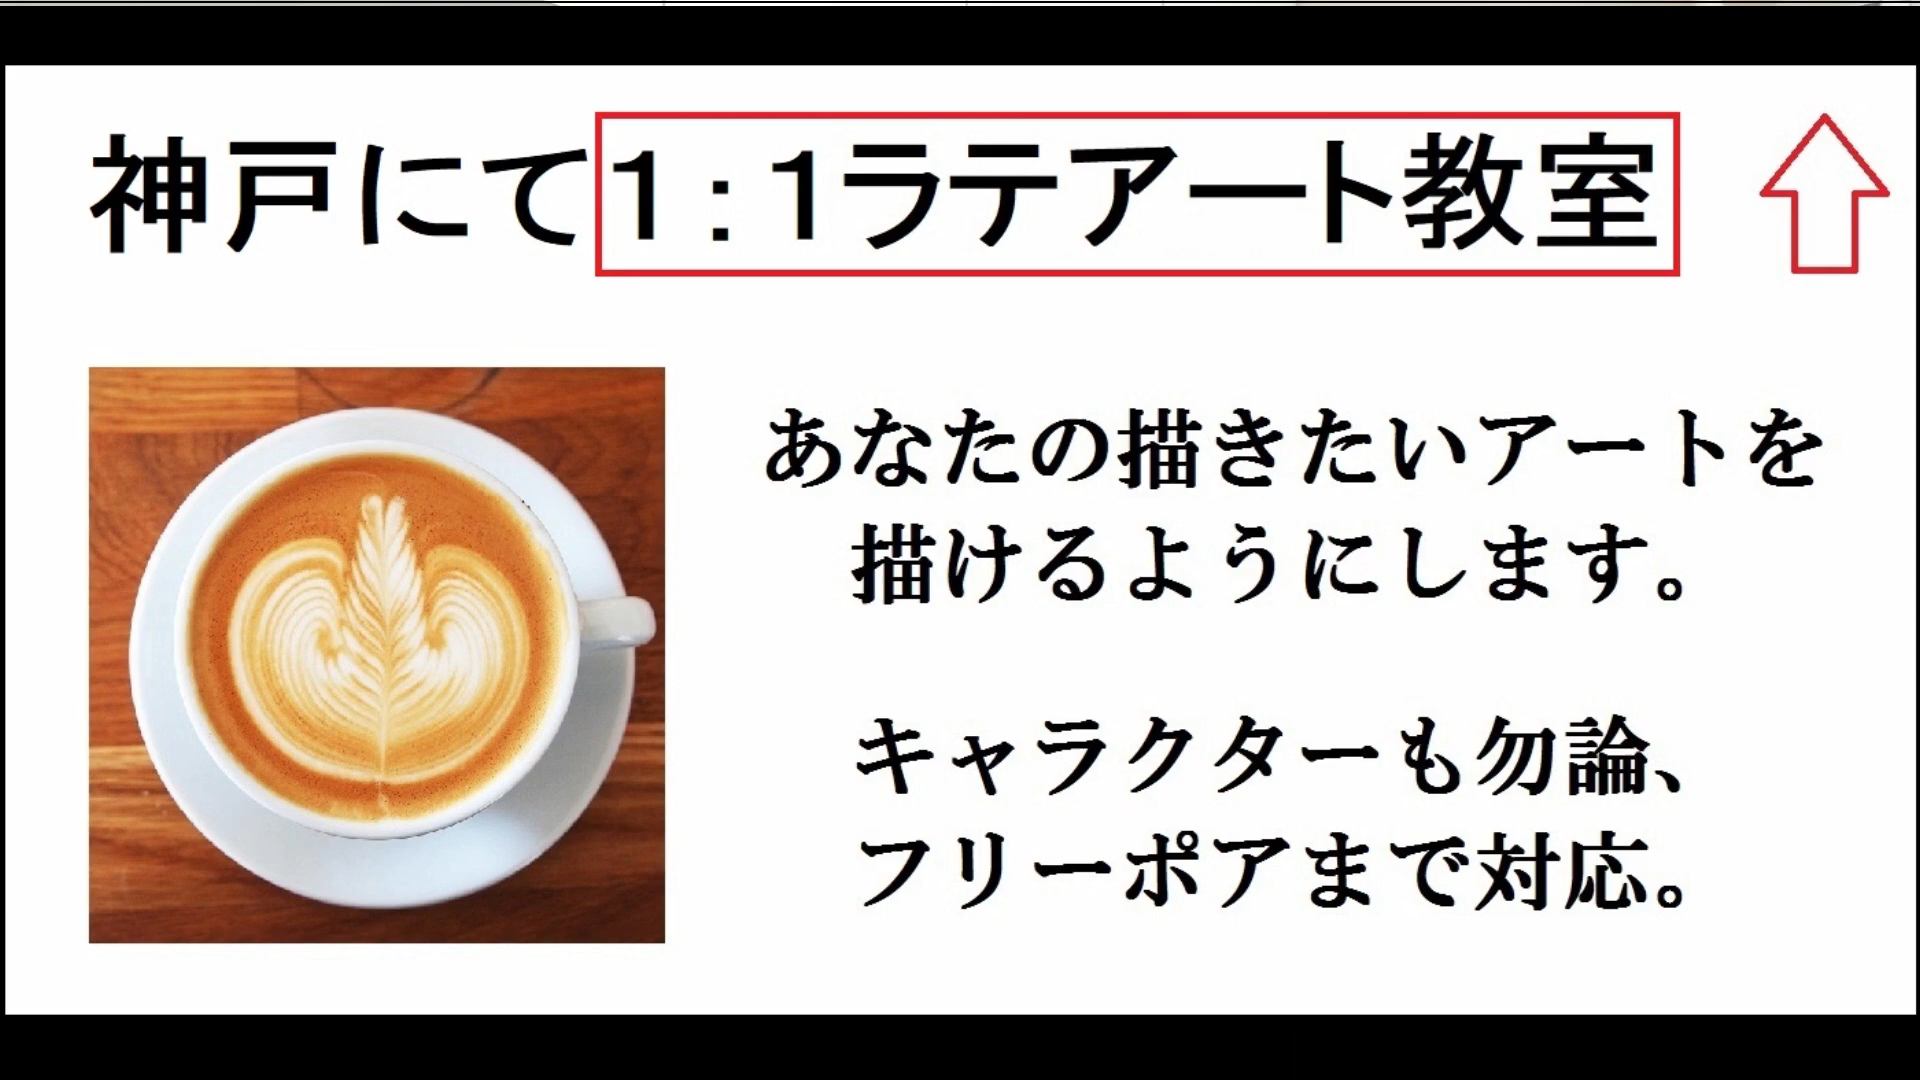 神戸にて１：１ラテアート教室
あなたの描きたいアートを
描けるようにします。
キャラクターも勿論、
フリーポアまで対応。